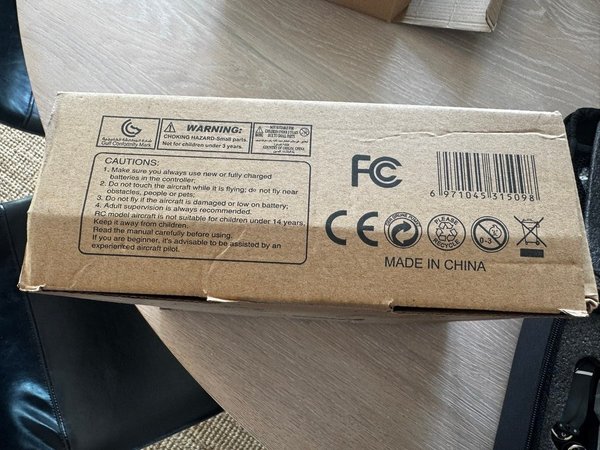 Gulf Conformity Mark
WARNING:
CHOKING HAZARD-Small parts.
Not for children under 3 years.
CAUTIONS:
1. Make sure you always use new or fully charged
batteries in the controller;
2. Do not touch the aircraft while it is flying; do not fly near
obstacles, people or pets;
3. Do not fly if the aircraft is damaged or low on battery;
4. Adult supervision is always recommended.
RC model aircraft is not suitable for children under 14 years.
Keep it away from children.
Read the manual carefully before using.
If you are beginner, it's advisable to be assisted by an
experienced aircraft pilot.
FC
6 971045 315098
CE
PLEASE
RECYCLE
0-3
MADE IN CHINA